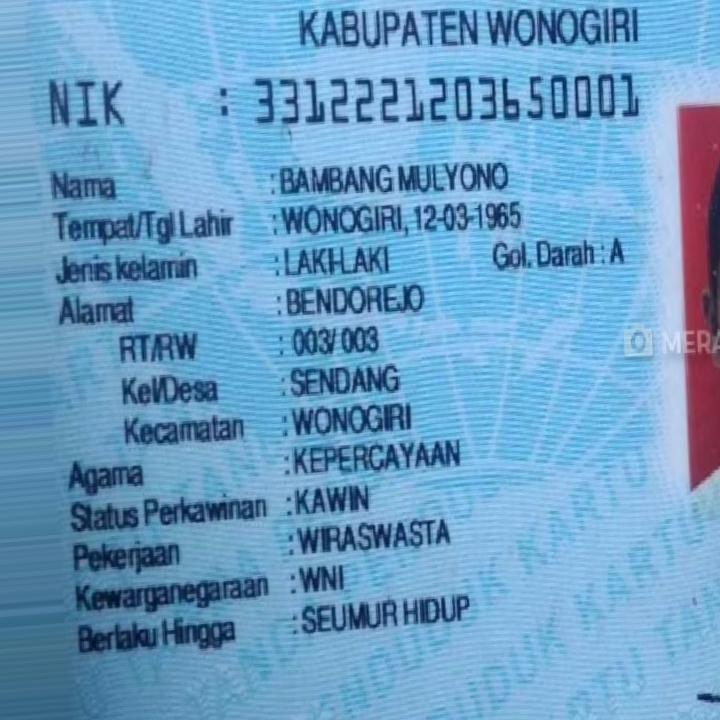 KABUPATEN WONOGIRI
NIK : 3312221203650001
Nama : BAMBANG MULYONO
Tempat/Tgl Lahir : WONOGIRI, 12-03-1965
Jenis kelamin : LAKI-LAKI Gol. Darah : A
Alamat : BENDOREJO
RT/RW : 003/ 003
Kel/Desa : SENDANG
Kecamatan : WONOGIRI
Agama : KEPERCAYAAN
Status Perkawinan : KAWIN
Pekerjaan : WIRASWASTA
Kewarganegaraan : WNI
Berlaku Hingga : SEUMUR HIDUP